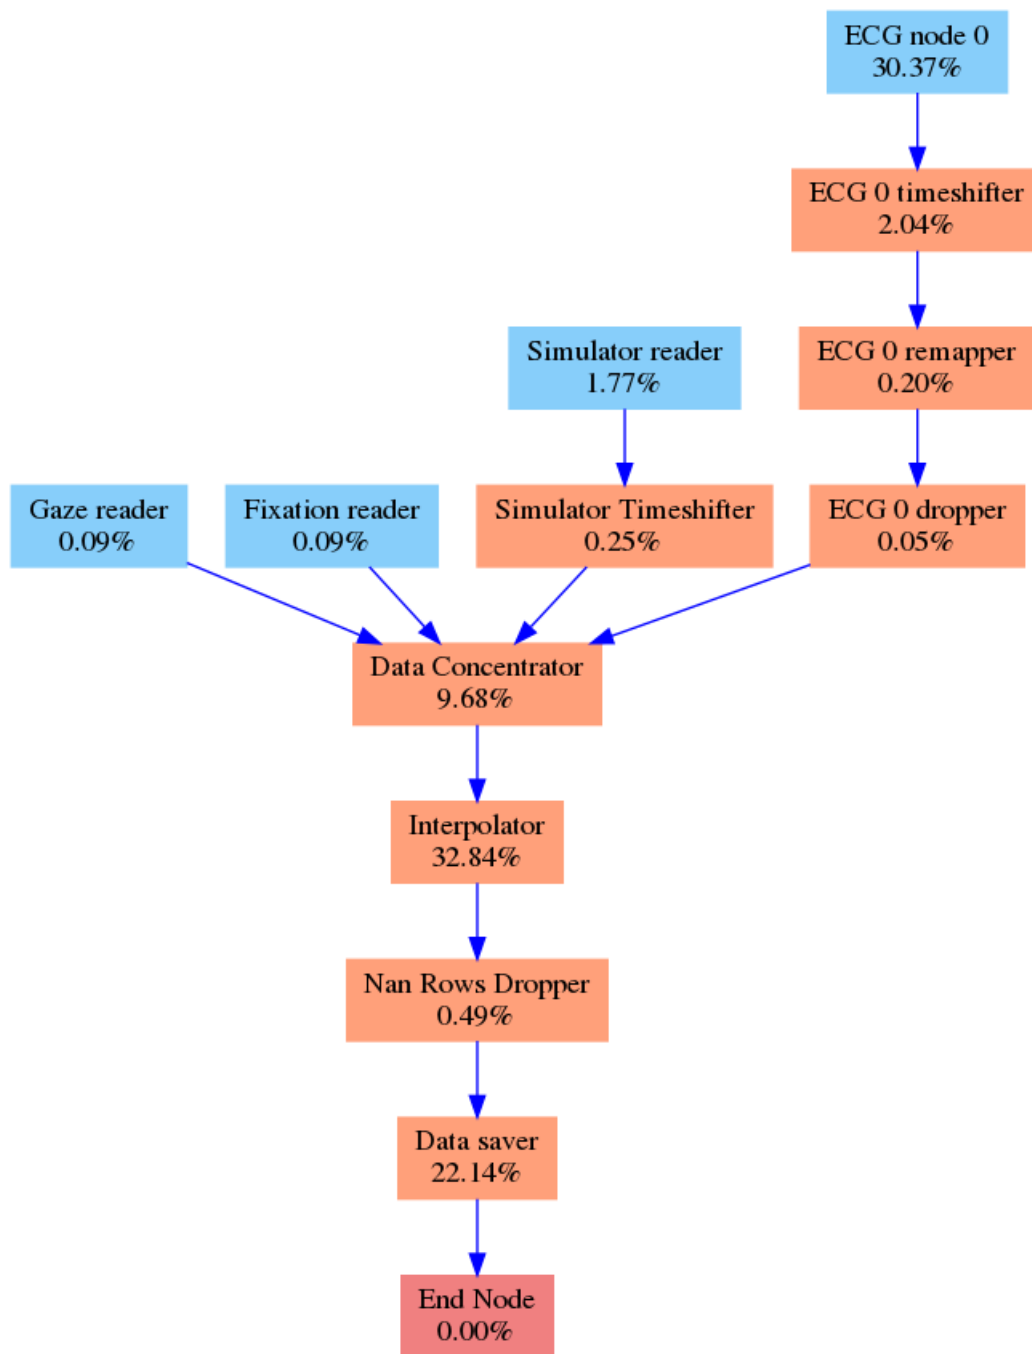 ECG node 0
30.37%
ECG 0 timeshifter
2.04%
Simulator reader
1.77%
ECG 0 remapper
0.20%
Gaze reader
0.09%
Fixation reader
0.09%
Simulator Timeshifter
0.25%
ECG 0 dropper
0.05%
Data Concentrator
9.68%
Interpolator
32.84%
Nan Rows Dropper
0.49%
Data saver
22.14%
End Node
0.00%